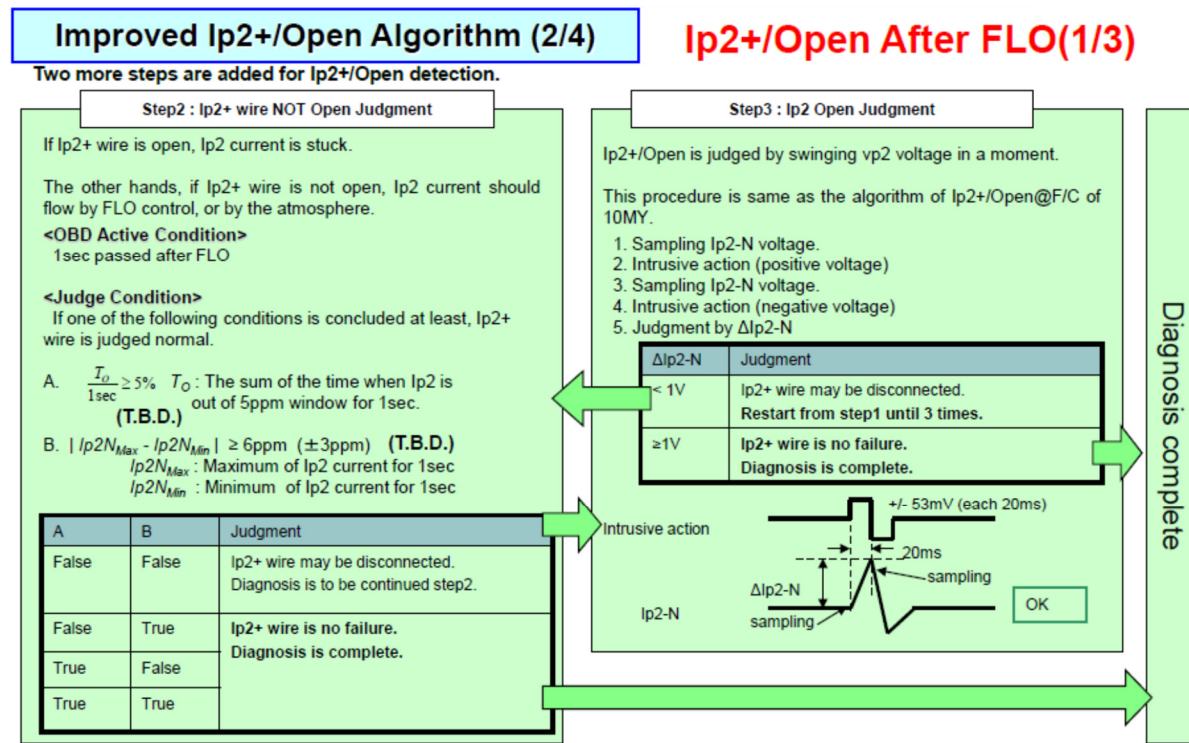 Improved Ip2+/Open Algorithm (2/4)
Ip2+/Open After FLO(1/3)
Two more steps are added for Ip2+/Open detection.
Step2 : Ip2+ wire NOT Open Judgment
If Ip2+ wire is open, Ip2 current is stuck.
The other hands, if Ip2+ wire is not open, Ip2 current should
flow by FLO control, or by the atmosphere.
<OBD Active Condition>
1sec passed after FLO
<Judge Condition>
If one of the following conditions is concluded at least, Ip2+
wire is judged normal.
A. T_O/1sec ≥ 5% T_O : The sum of the time when Ip2 is
out of 5ppm window for 1sec.
(T.B.D.)
B. | Ip2N_Max - Ip2N_Min | ≥ 6ppm (±3ppm) (T.B.D.)
Ip2N_Max : Maximum of Ip2 current for 1sec
Ip2N_Min : Minimum of Ip2 current for 1sec
A B Judgment
False False Ip2+ wire may be disconnected.
Diagnosis is to be continued step2.
False True Ip2+ wire is no failure.
Diagnosis is complete.
True False
True True
Step3 : Ip2 Open Judgment
Ip2+/Open is judged by swinging vp2 voltage in a moment.
This procedure is same as the algorithm of Ip2+/Open@F/C of
10MY.
1. Sampling Ip2-N voltage.
2. Intrusive action (positive voltage)
3. Sampling Ip2-N voltage.
4. Intrusive action (negative voltage)
5. Judgment by ΔIp2-N
ΔIp2-N Judgment
< 1V Ip2+ wire may be disconnected.
Restart from step1 until 3 times.
≥1V Ip2+ wire is no failure.
Diagnosis is complete.
+/- 53mV (each 20ms)
Intrusive action
20ms
sampling
ΔIp2-N
Ip2-N
sampling
OK
Diagnosis complete